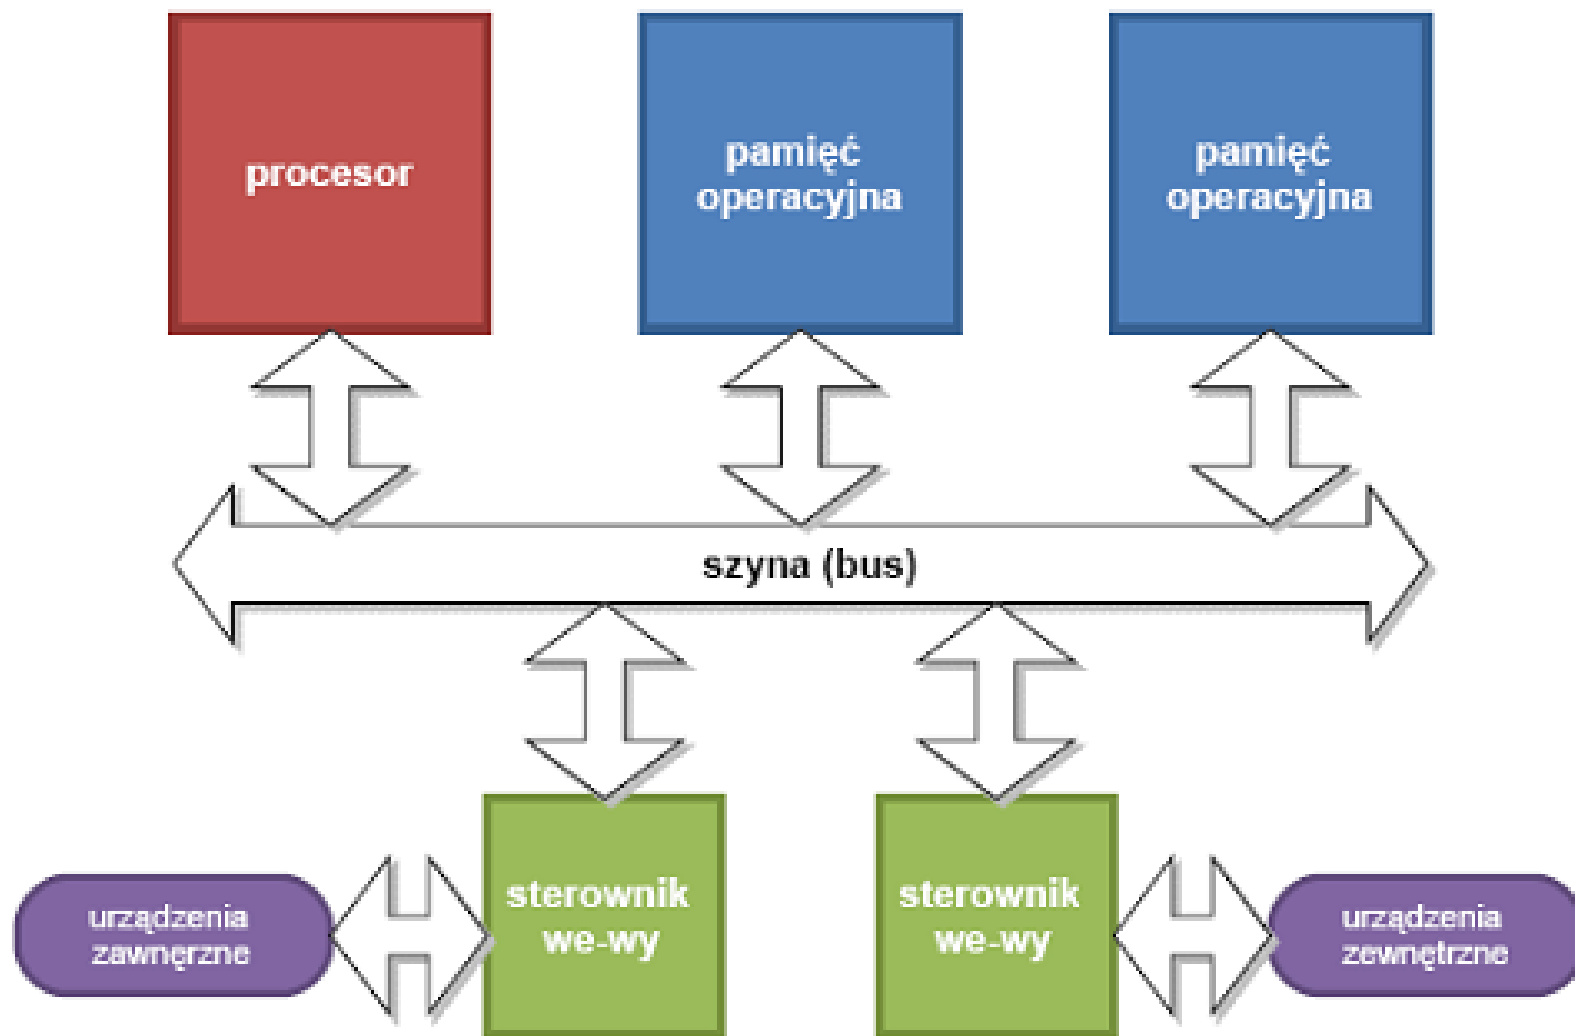 procesor
pamięć
operacyjna
pamięć
operacyjna
szyna (bus)
sterownik
we-wy
sterownik
we-wy
urządzenia
zawnęrzne
urządzenia
zewnętrzne